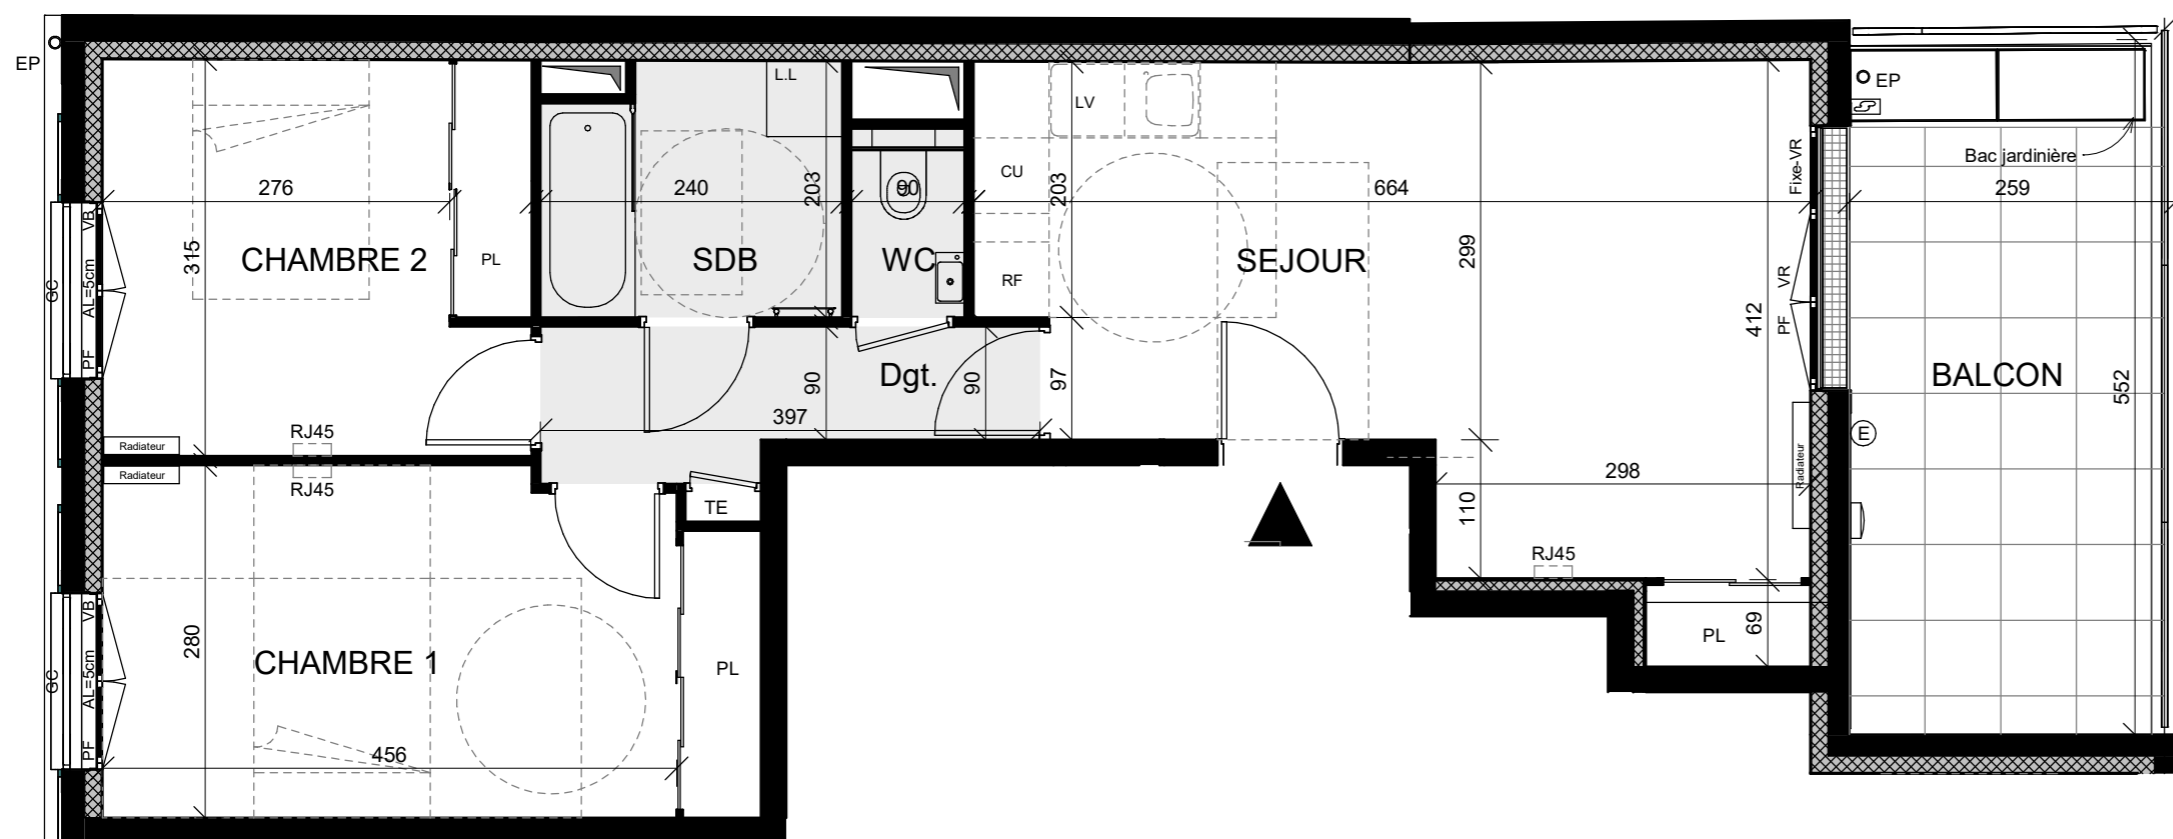 EP
L.L
LV
EP
Bac jardinière
Fixe-VR
CU
276
240
203
90
203
664
259
VB
315
CHAMBRE 2
PL
SDB
WC
RF
SEJOUR
299
VR
GC
AL=5cm
PF
412
PF
BALCON
552
90
Dgt.
90
97
397
RJ45
Radiateur
Radiateur
RJ45
E
298
Radiateur
110
TE
RJ45
VB
280
AL=5cm
GC
PF
CHAMBRE 1
PL
69
PL
456